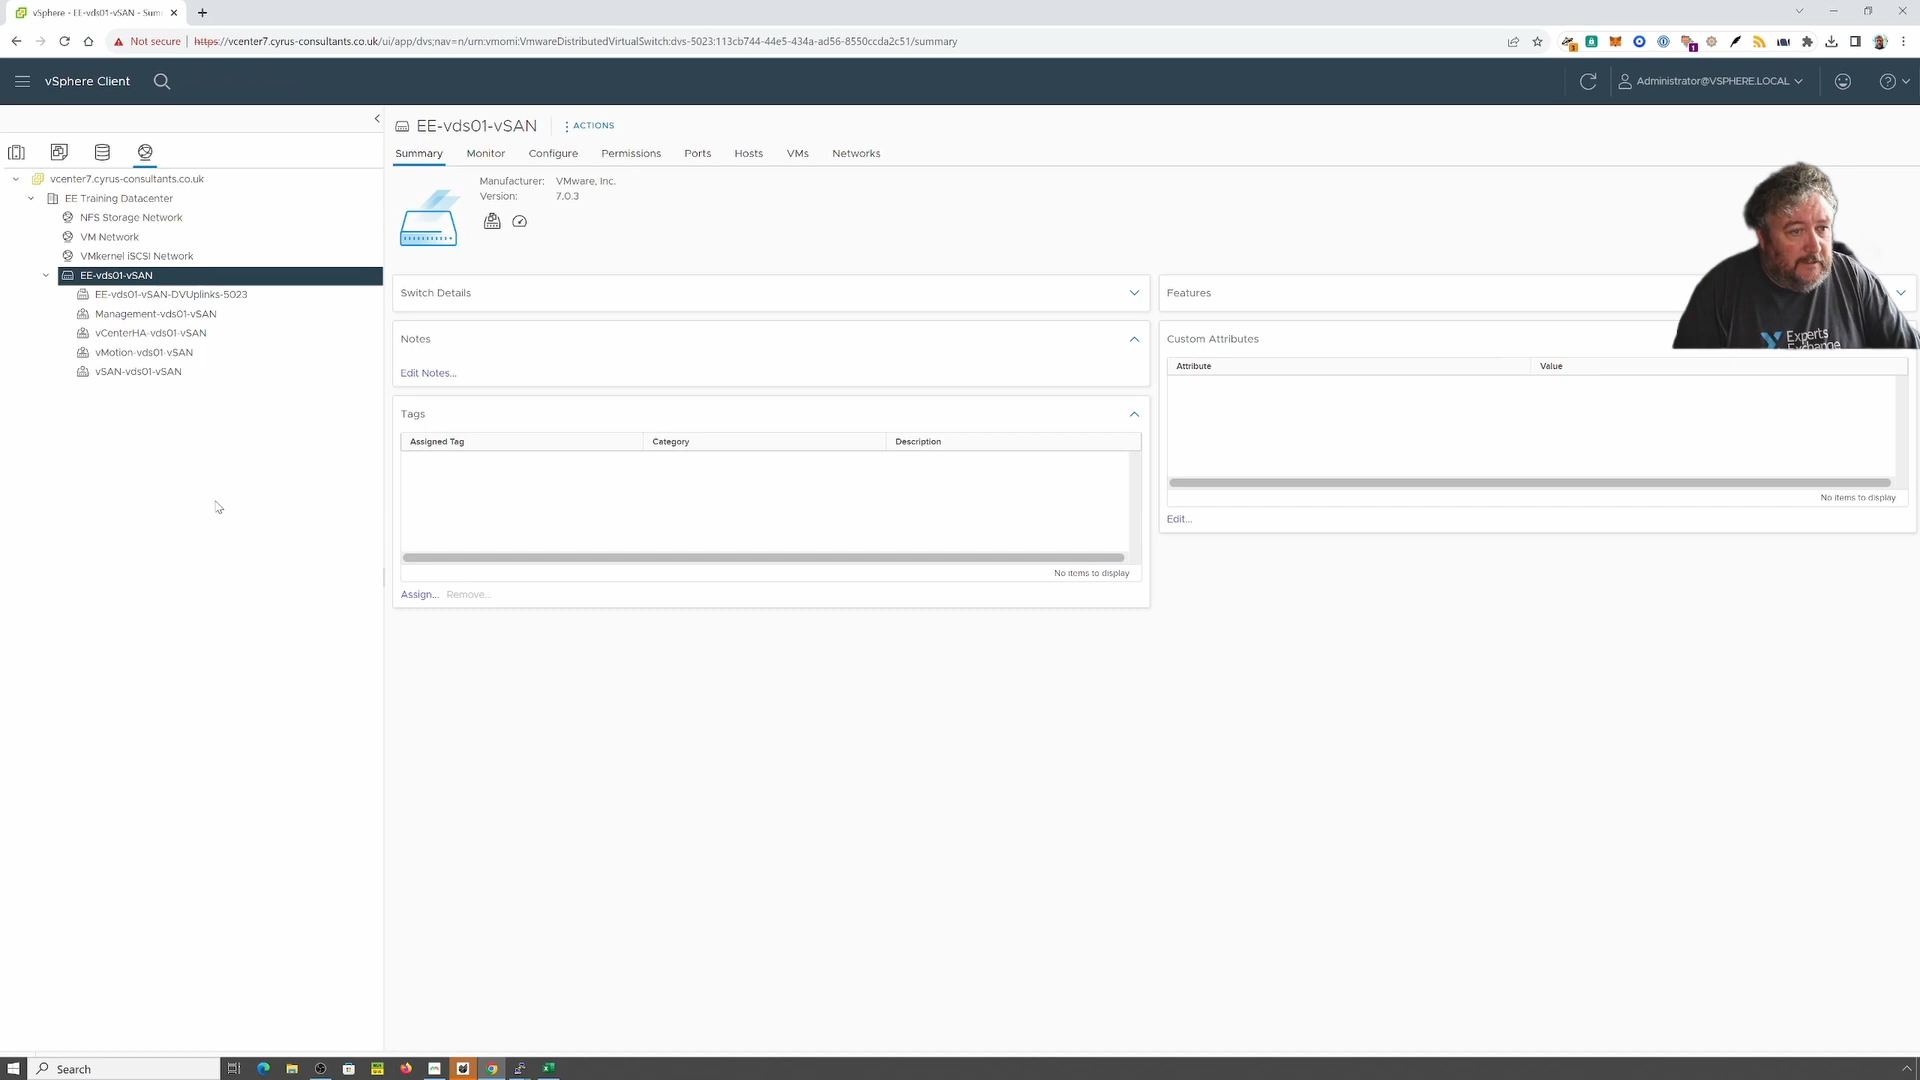 vSphere - EE-vds01-vSAN - Sum
Not secure
https://vcenter7.cyrus-consultants.co.uk/ui/app/dvs;nav=n/urn:vmomi:VmwareDistributedVirtualSwitch:dvs-5023:113cb744-44e5-434a-ad56-8550ccda2c51/summary
vSphere Client
Administrator@VSPHERE.LOCAL
EE-vds01-vSAN
ACTIONS
Summary Monitor Configure Permissions Ports Hosts VMs Networks
vcenter7.cyrus-consultants.co.uk
EE Training Datacenter
NFS Storage Network
VM Network
VMkernel iSCSI Network
EE-vds01-vSAN
EE-vds01-vSAN-DVUplinks-5023
Management-vds01-vSAN
vCenterHA-vds01-vSAN
vMotion-vds01-vSAN
vSAN-vds01-vSAN
Manufacturer: VMware, Inc.
Version: 7.0.3
Switch Details
Notes
Edit Notes...
Tags
Assigned Tag Category Description
No items to display
Assign... Remove...
Features
Custom Attributes
Attribute Value
No items to display
Edit...
Experts
Exchange
Search